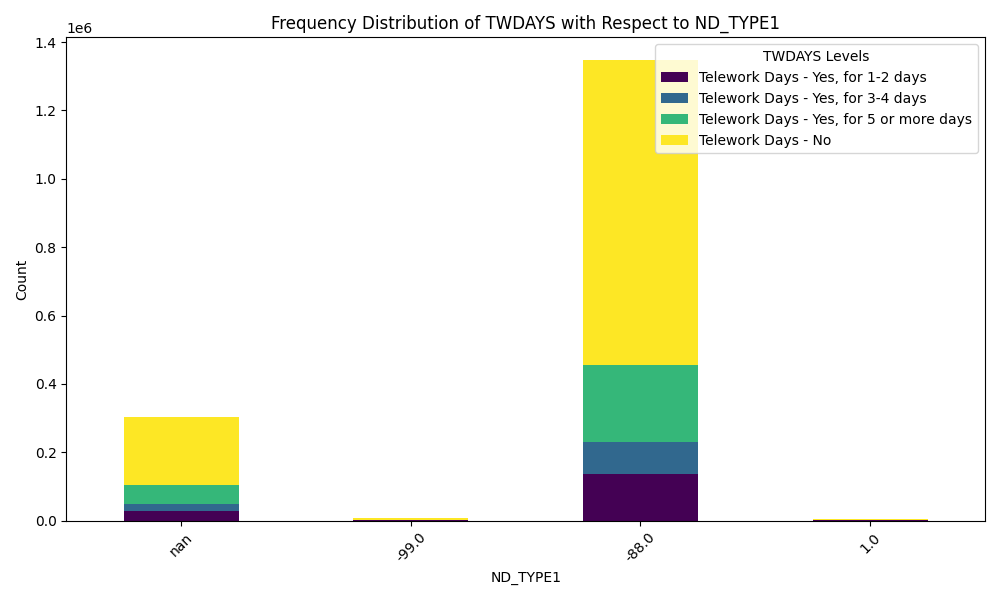 Frequency Distribution of TWDAYS with Respect to ND_TYPE1
1e6
1.4
1.2
1.0
0.8
0.6
0.4
0.2
0.0
Count
TWDAYS Levels
Telework Days - Yes, for 1-2 days
Telework Days - Yes, for 3-4 days
Telework Days - Yes, for 5 or more days
Telework Days - No
nan
-99.0
-88.0
1.0
ND_TYPE1